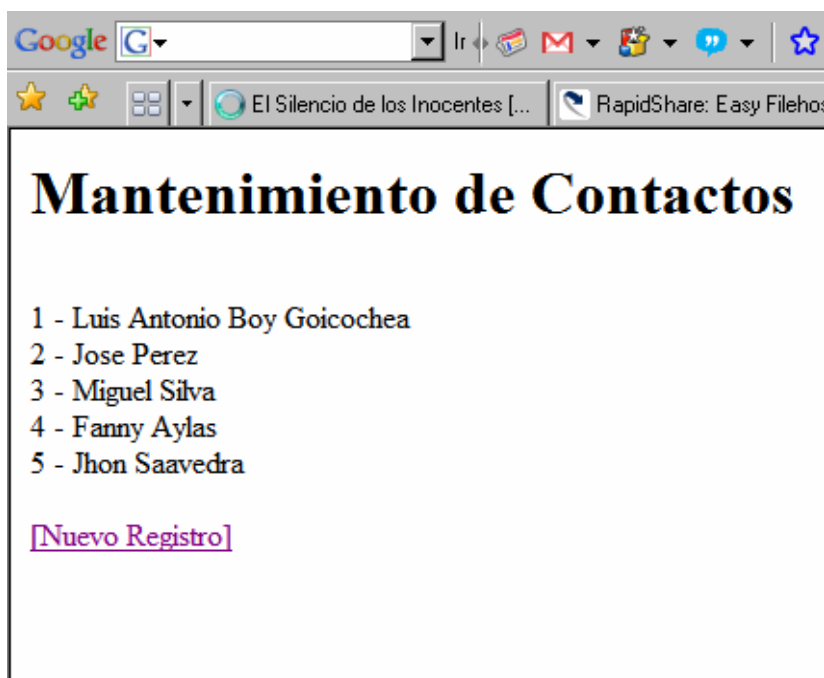 Google G Ir
El Silencio de los Inocentes [... RapidShare: Easy Filehos
Mantenimiento de Contactos
1 - Luis Antonio Boy Goicochea
2 - Jose Perez
3 - Miguel Silva
4 - Fanny Aylas
5 - Jhon Saavedra
[Nuevo Registro]